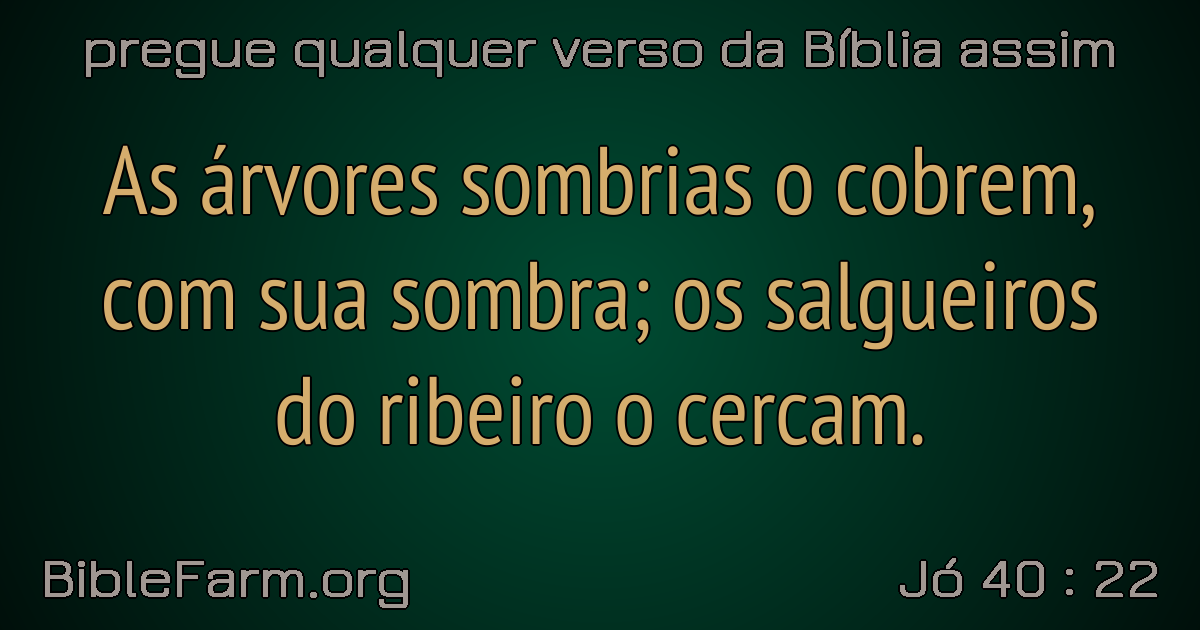 pregue qualquer verso da Bíblia assim
As árvores sombrias o cobrem,
com sua sombra; os salgueiros
do ribeiro o cercam.
BibleFarm.org
Jó 40 : 22